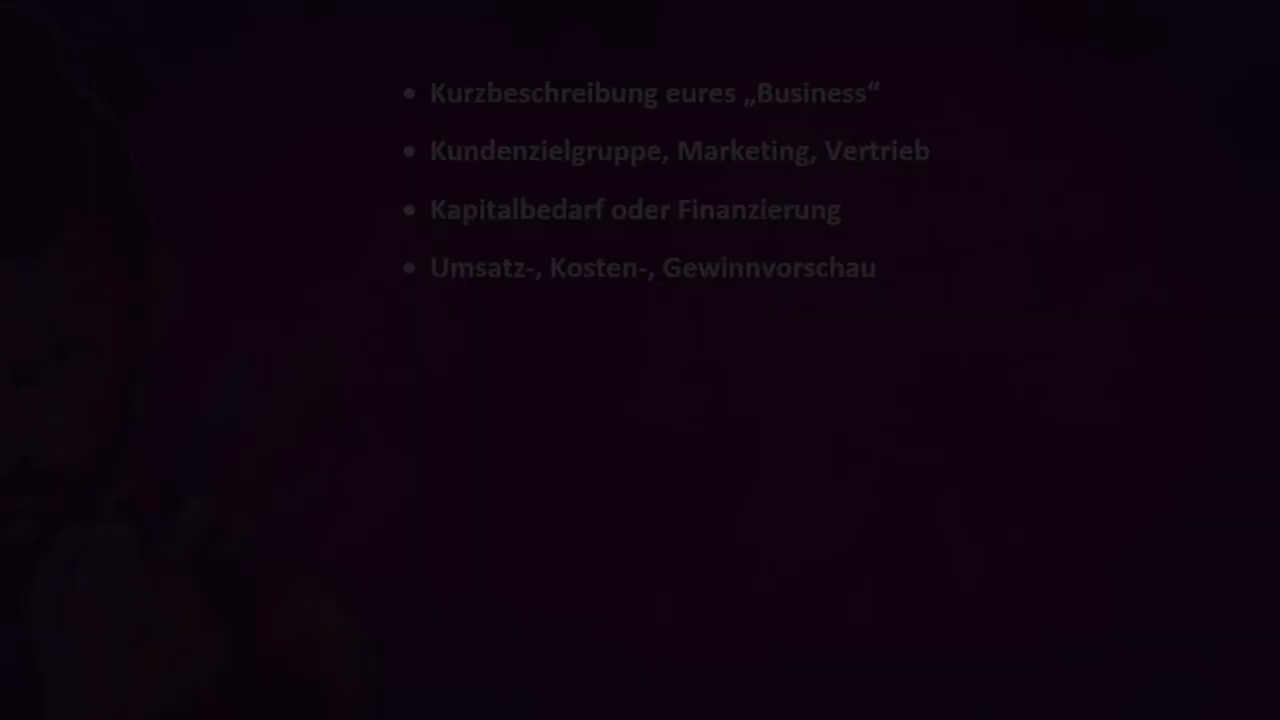 • Kurzbeschreibung eures „Business“
• Kundenzielgruppe, Marketing, Vertrieb
• Kapitalbedarf oder Finanzierung
• Umsatz-, Kosten-, Gewinnvorschau